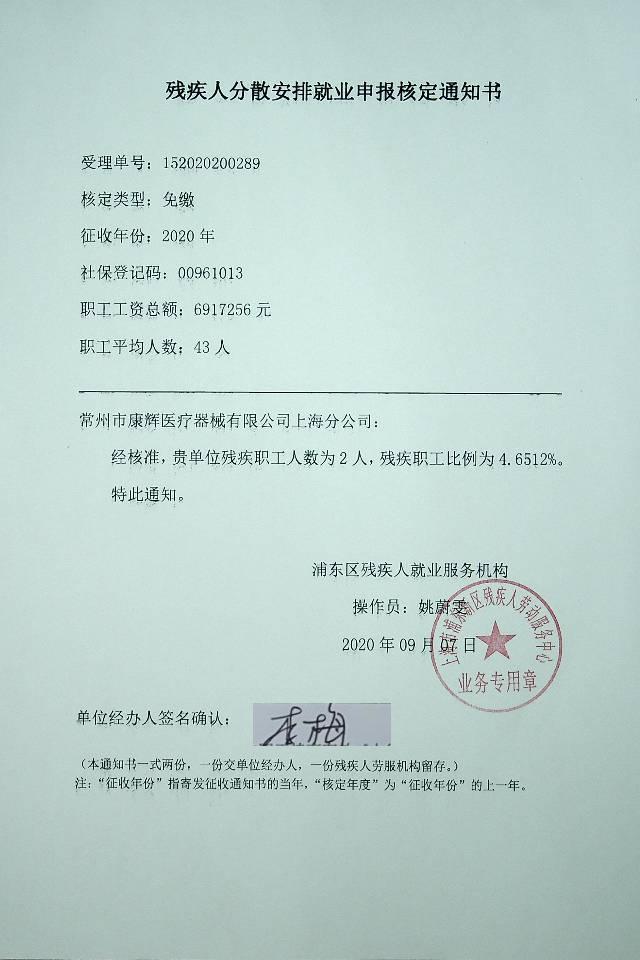 残疾人分散安排就业申报核定通知书
受理单号：152020200289
核定类型：免缴
征收年份：2020 年
社保登记码：00961013
职工工资总额：6917256 元
职工平均人数：43 人
常州市康辉医疗器械有限公司上海分公司：
经核准，贵单位残疾职工人数为 2 人，残疾职工比例为 4.6512%。
特此通知。
浦东区残疾人就业服务机构
操作员：姚蔚雯
2020 年 09 月 07 日
上海市浦东新区残疾人劳动服务中心
业务专用章
单位经办人签名确认：
李梅
（本通知书一式两份，一份交单位经办人，一份残疾人劳服机构留存。）
注：“征收年份”指寄发征收通知书的当年，“核定年度”为“征收年份”的上一年。